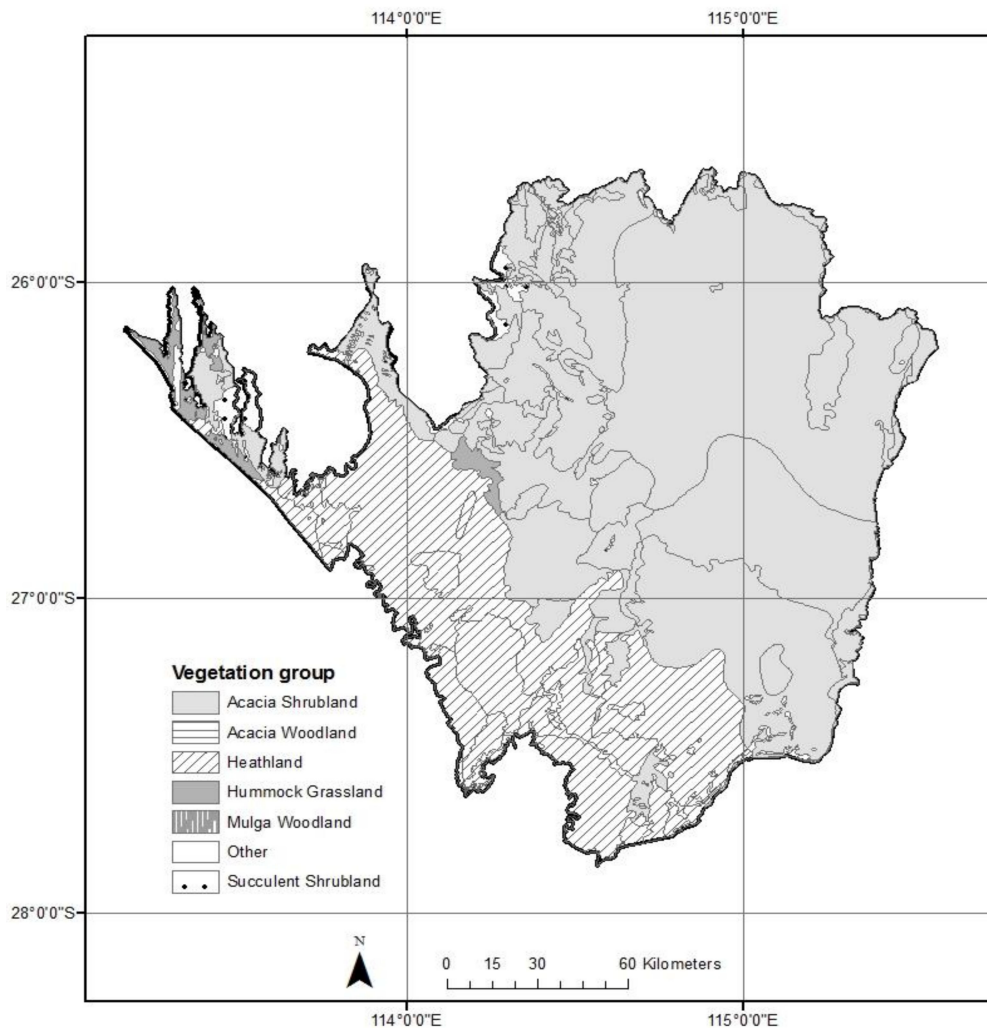 114°0'0"E 115°0'0"E
26°0'0"S
27°0'0"S
Vegetation group
Acacia Shrubland
Acacia Woodland
Heathland
Hummock Grassland
Mulga Woodland
Other
Succulent Shrubland
28°0'0"S
N
0 15 30 60 Kilometers
114°0'0"E 115°0'0"E